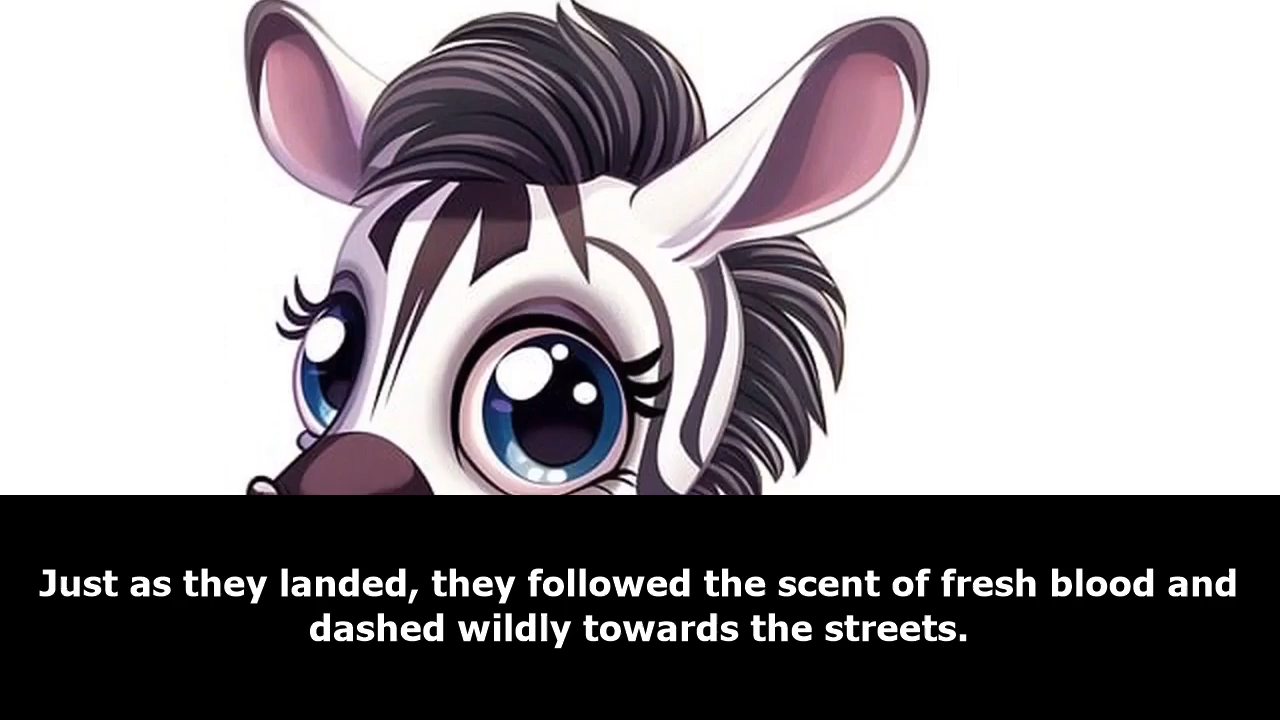 Just as they landed, they followed the scent of fresh blood and
dashed wildly towards the streets.